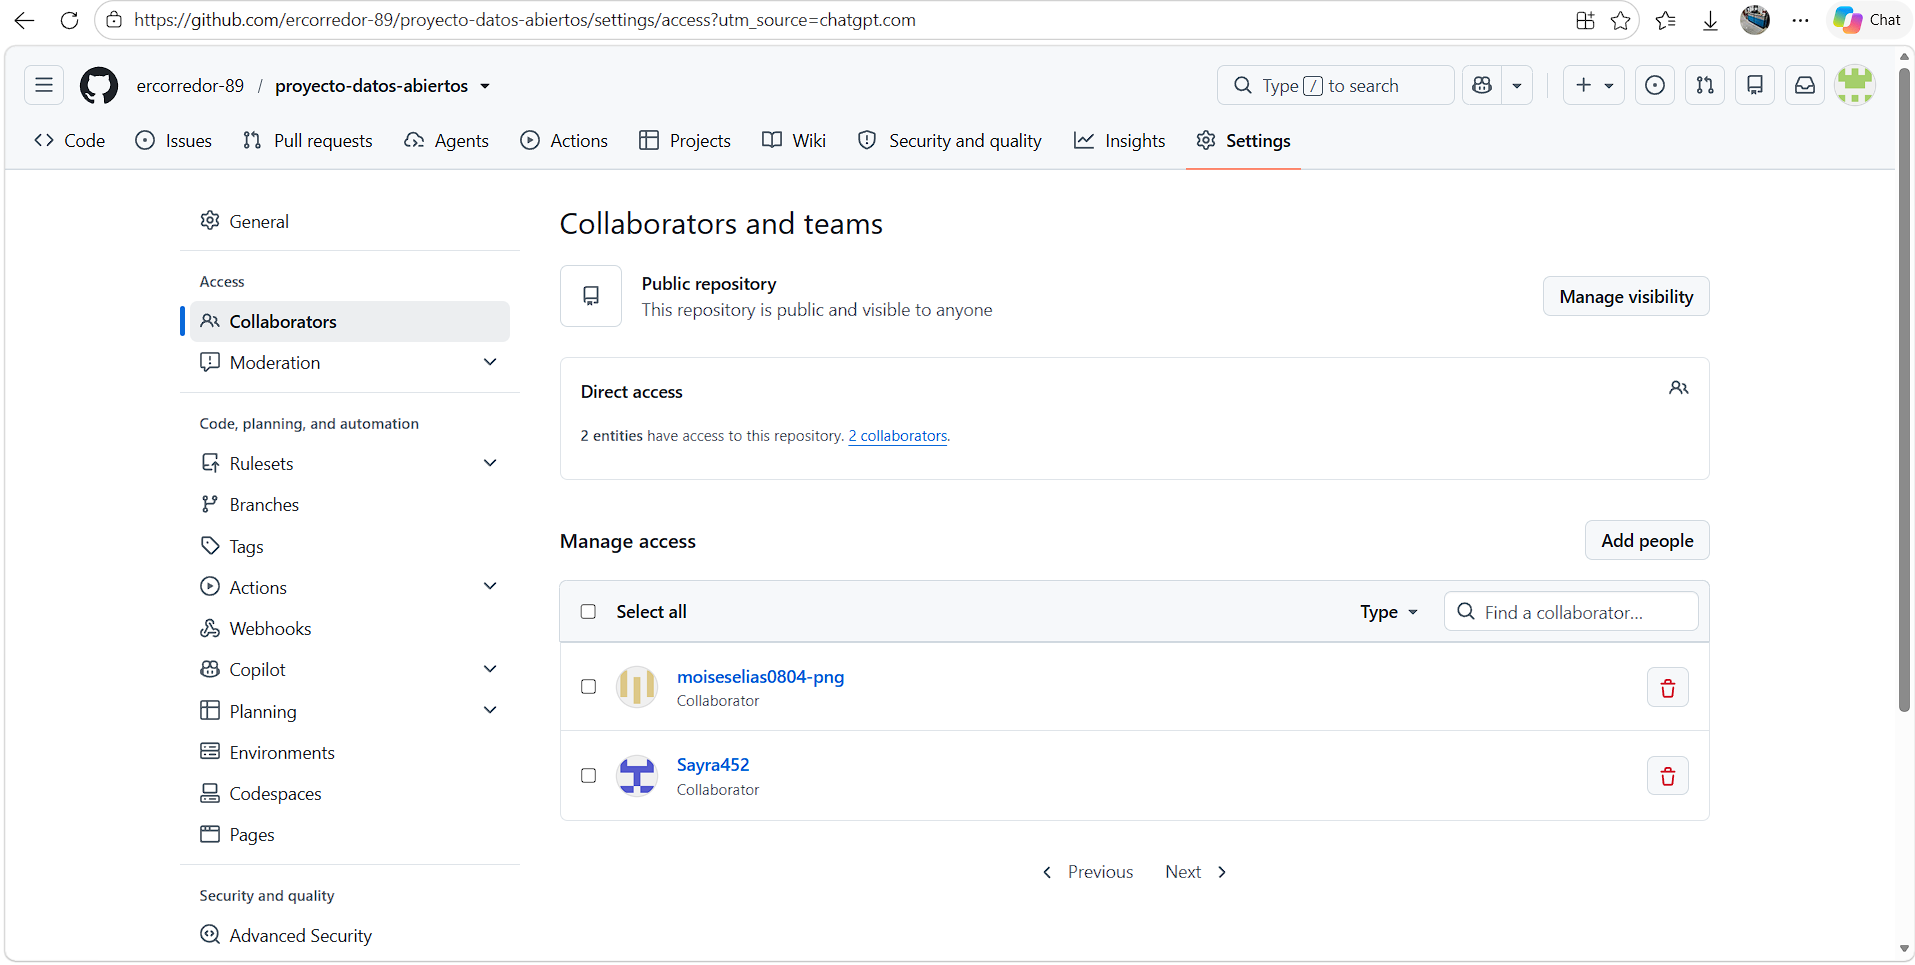 https://github.com/ercorredor-89/proyecto-datos-abiertos/settings/access?utm_source=chatgpt.com
Chat
ercorredor-89 / proyecto-datos-abiertos
Type / to search
Code
Issues
Pull requests
Agents
Actions
Projects
Wiki
Security and quality
Insights
Settings
General
Access
Collaborators
Moderation
Code, planning, and automation
Rulesets
Branches
Tags
Actions
Webhooks
Copilot
Planning
Environments
Codespaces
Pages
Security and quality
Advanced Security
Collaborators and teams
Public repository
This repository is public and visible to anyone
Manage visibility
Direct access
2 entities have access to this repository. 2 collaborators.
Manage access
Add people
Select all
Type
Find a collaborator...
moiseselias0804-png
Collaborator
Sayra452
Collaborator
Previous
Next